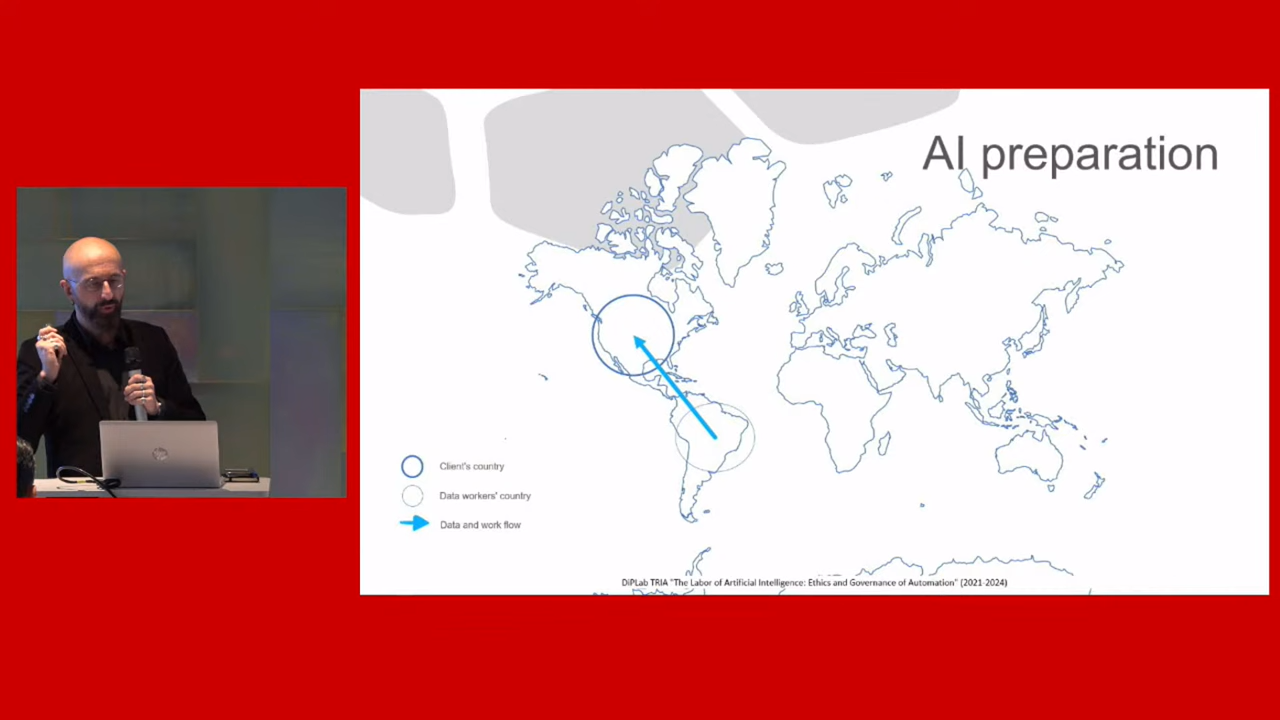 AI preparation
Client's country
Data workers' country
Data and work flow
DiPLab TRIA "The Labor of Artificial Intelligence: Ethics and Governance of Automation" (2021-2024)